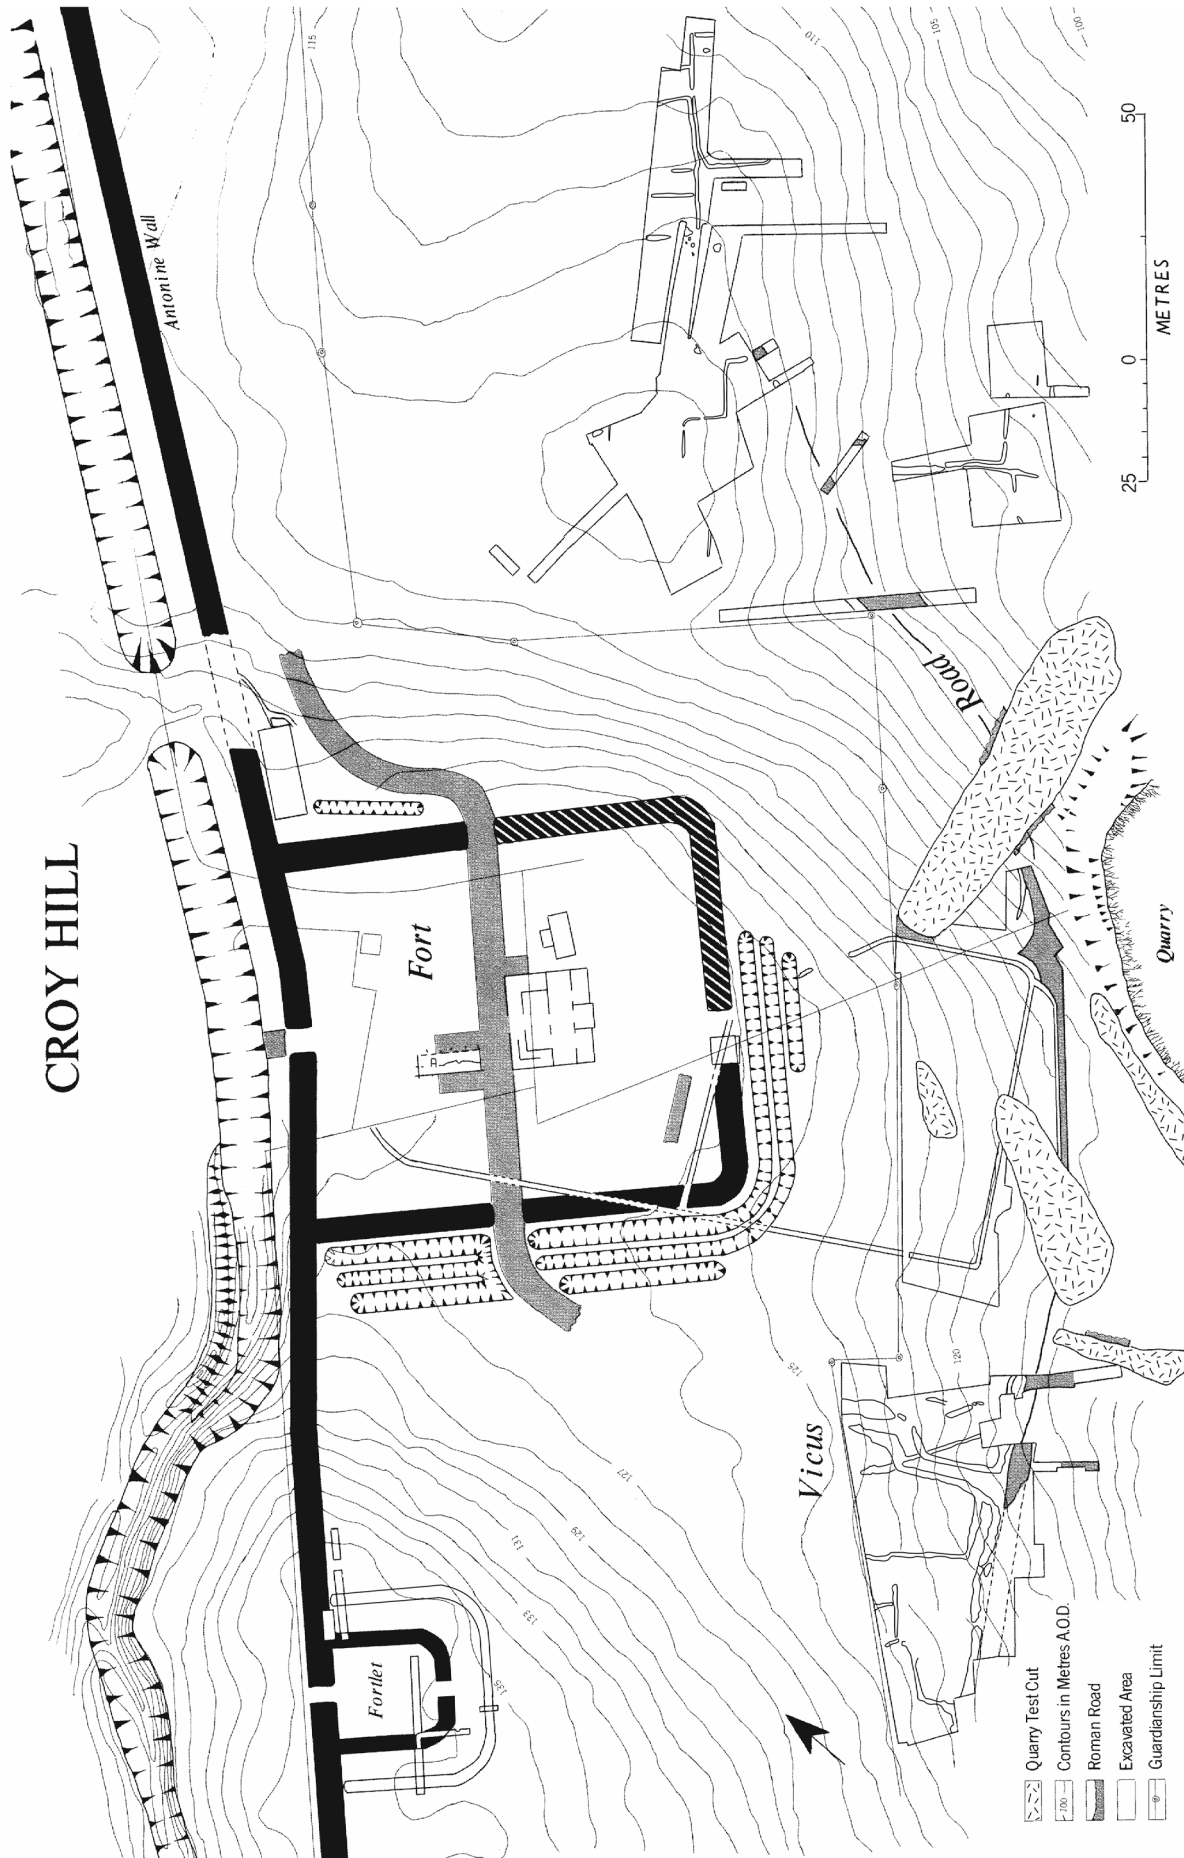 CROY HILL
Antonine Wall
115
110
105
100
Fort
Road
Quarry
Fortlet
Vicus
135
133
131
129
127
125
120
50
0
25
METRES
Quarry Test Cut
100
Contours in Metres A.O.D.
Roman Road
Excavated Area
Guardianship Limit